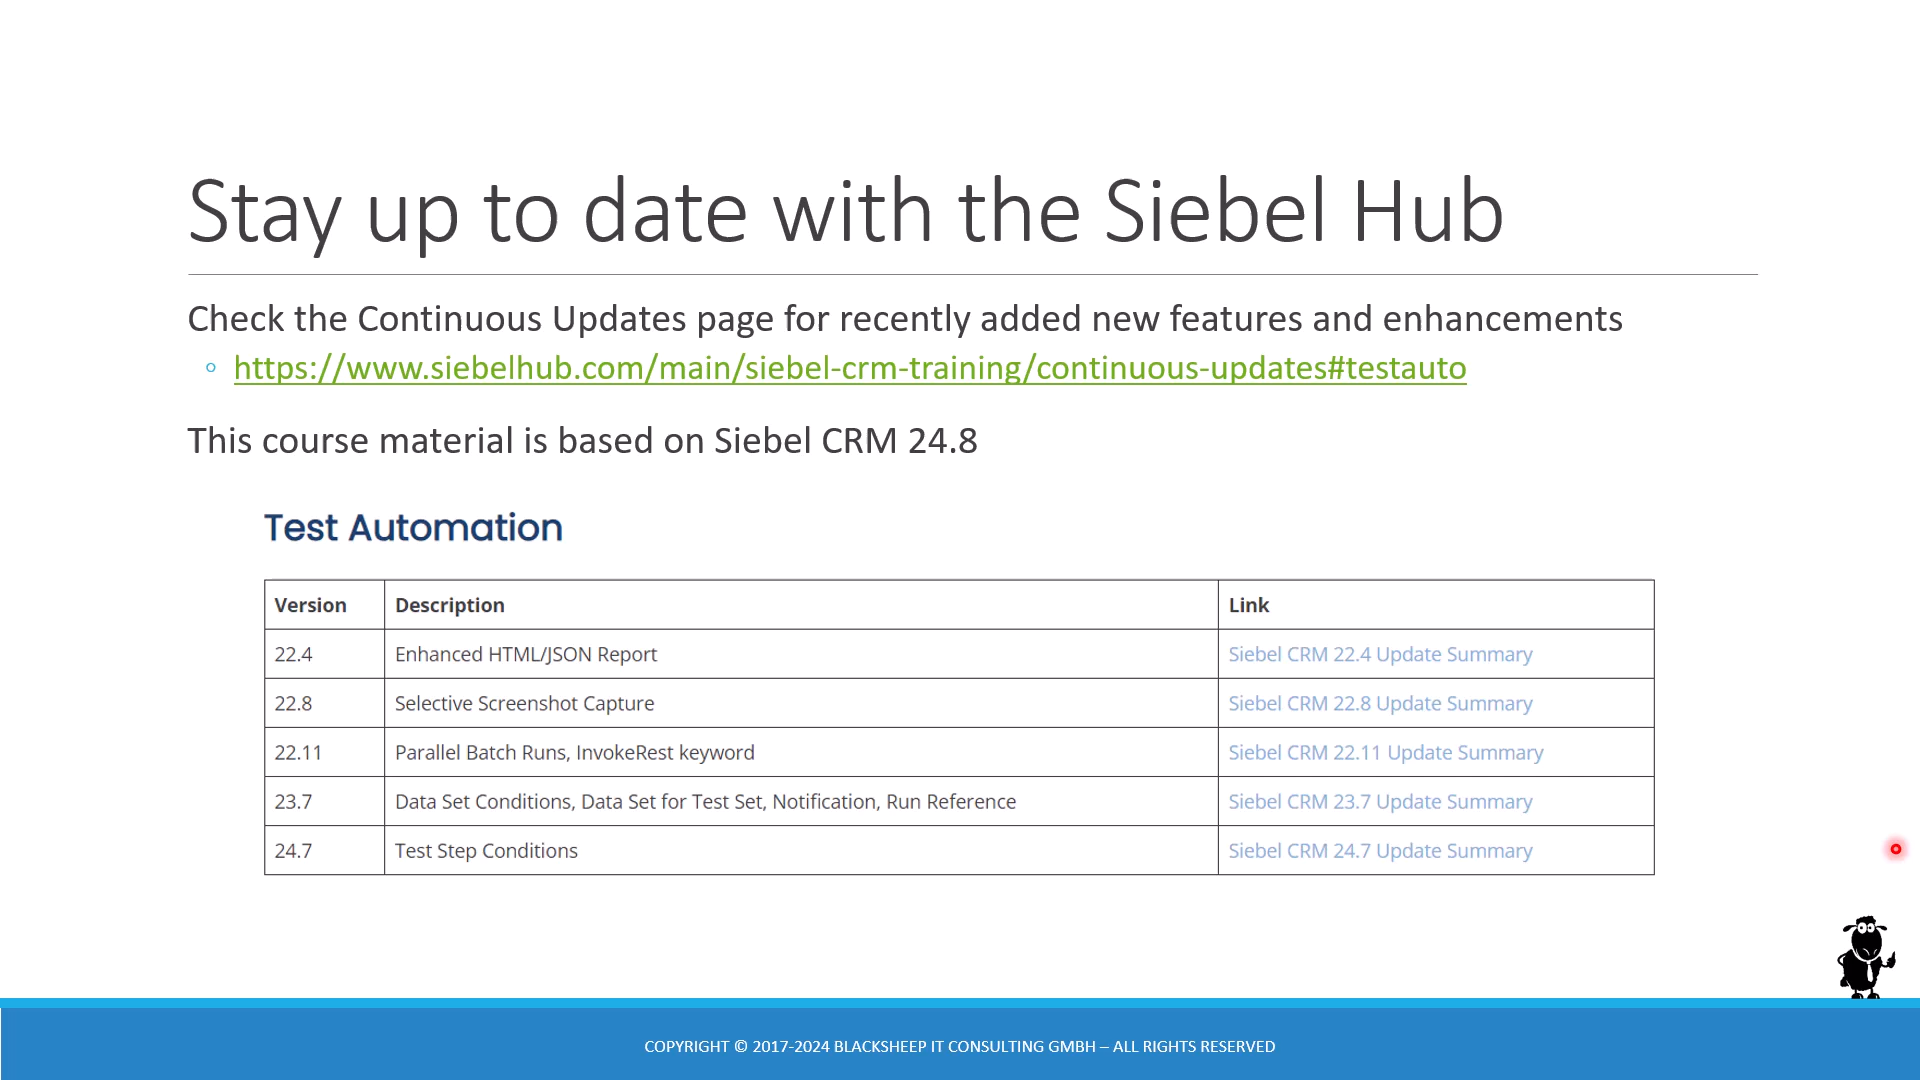 Stay up to date with the Siebel Hub
Check the Continuous Updates page for recently added new features and enhancements
https://www.siebelhub.com/main/siebel-crm-training/continuous-updates#testauto
This course material is based on Siebel CRM 24.8
Test Automation
Version Description Link
22.4 Enhanced HTML/JSON Report Siebel CRM 22.4 Update Summary
22.8 Selective Screenshot Capture Siebel CRM 22.8 Update Summary
22.11 Parallel Batch Runs, InvokeRest keyword Siebel CRM 22.11 Update Summary
23.7 Data Set Conditions, Data Set for Test Set, Notification, Run Reference Siebel CRM 23.7 Update Summary
24.7 Test Step Conditions Siebel CRM 24.7 Update Summary
COPYRIGHT © 2017-2024 BLACKSHEEP IT CONSULTING GMBH – ALL RIGHTS RESERVED